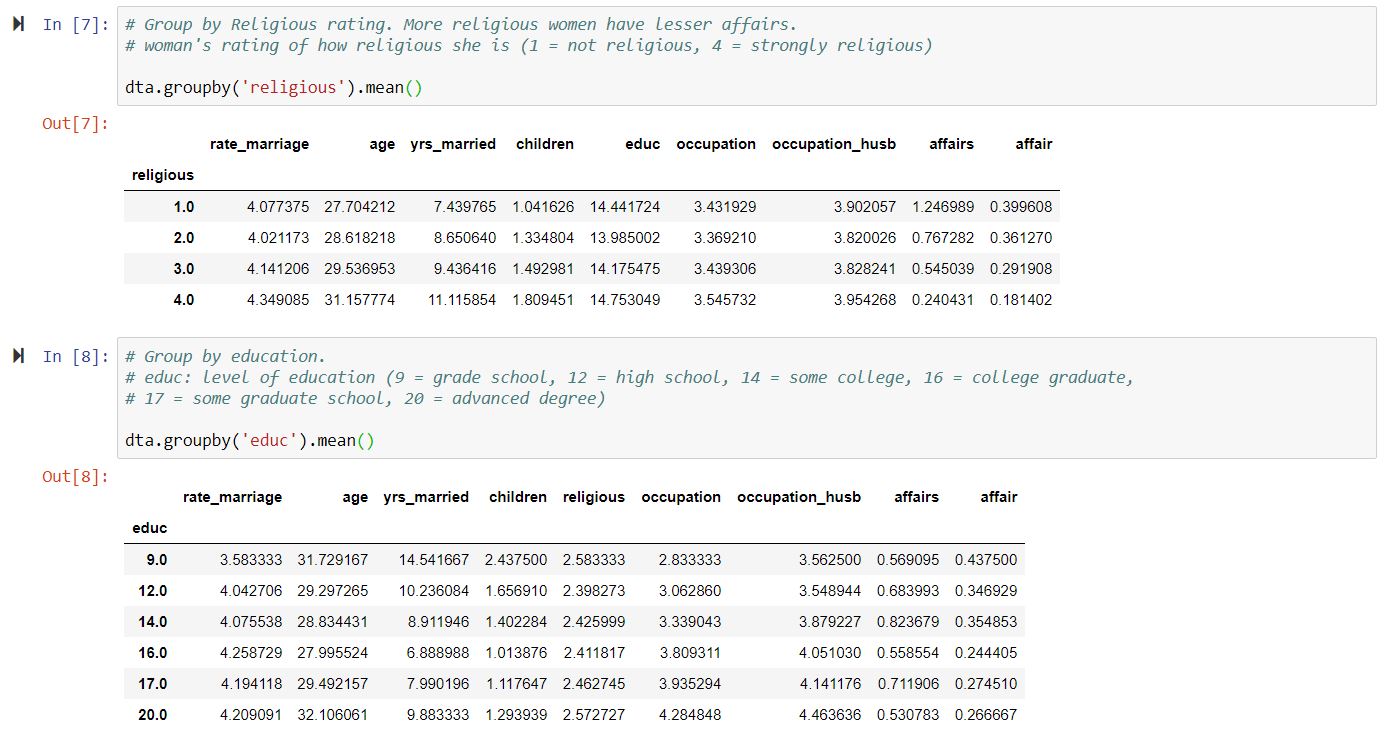 In [7]: # Group by Religious rating. More religious women have lesser affairs.
# woman's rating of how religious she is (1 = not religious, 4 = strongly religious)
dta.groupby('religious').mean()
Out[7]:
rate_marriage age yrs_married children educ occupation occupation_husb affairs affair
religious
1.0 4.077375 27.704212 7.439765 1.041626 14.441724 3.431929 3.902057 1.246989 0.399608
2.0 4.021173 28.618218 8.650640 1.334804 13.985002 3.369210 3.820026 0.767282 0.361270
3.0 4.141206 29.536953 9.436416 1.492981 14.175475 3.439306 3.828241 0.545039 0.291908
4.0 4.349085 31.157774 11.115854 1.809451 14.753049 3.545732 3.954268 0.240431 0.181402
In [8]: # Group by education.
# educ: level of education (9 = grade school, 12 = high school, 14 = some college, 16 = college graduate,
# 17 = some graduate school, 20 = advanced degree)
dta.groupby('educ').mean()
Out[8]:
rate_marriage age yrs_married children religious occupation occupation_husb affairs affair
educ
9.0 3.583333 31.729167 14.541667 2.437500 2.583333 2.833333 3.562500 0.569095 0.437500
12.0 4.042706 29.297265 10.236084 1.656910 2.398273 3.062860 3.548944 0.683993 0.346929
14.0 4.075538 28.834431 8.911946 1.402284 2.425999 3.339043 3.879227 0.823679 0.354853
16.0 4.258729 27.995524 6.888988 1.013876 2.411817 3.809311 4.051030 0.558554 0.244405
17.0 4.194118 29.492157 7.990196 1.117647 2.462745 3.935294 4.141176 0.711906 0.274510
20.0 4.209091 32.106061 9.883333 1.293939 2.572727 4.284848 4.463636 0.530783 0.266667